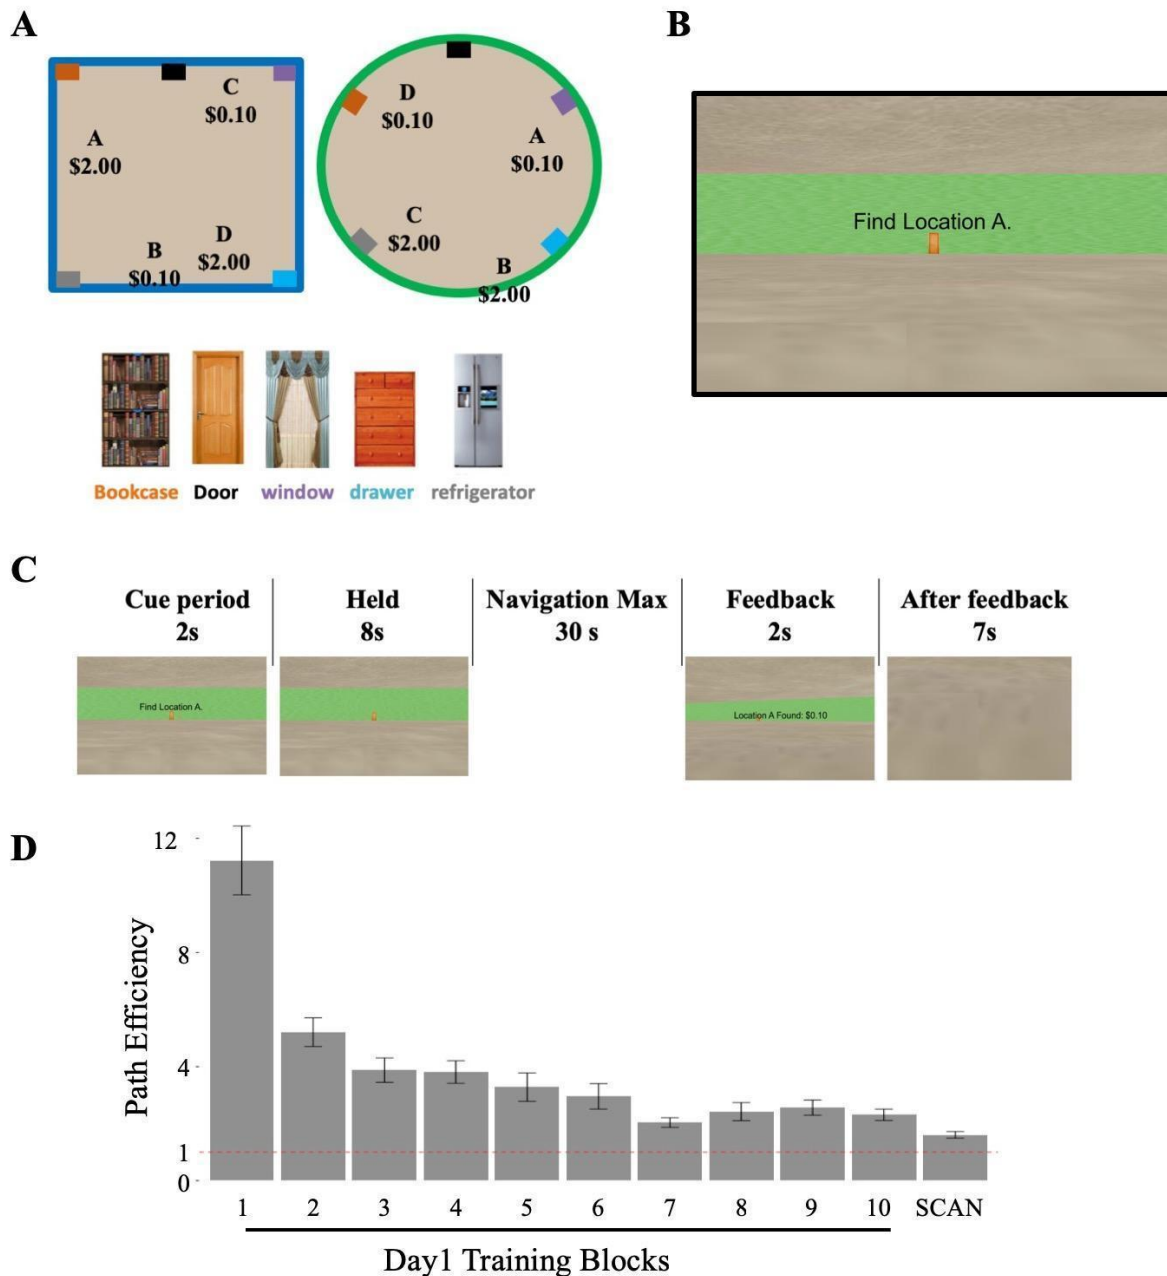 A
C
$0.10
A
$2.00
D
$2.00
B
$0.10
D
$0.10
A
$0.10
C
$2.00
B
$2.00
Bookcase Door window drawer refrigerator
B
Find Location A.
C
Cue period
2s
Held
8s
Navigation Max
30 s
Feedback
2s
After feedback
7s
Find Location A.
Location A Found: $0.10
D
Path Efficiency
12
8
4
1
0
1 2 3 4 5 6 7 8 9 10 SCAN
Day1 Training Blocks